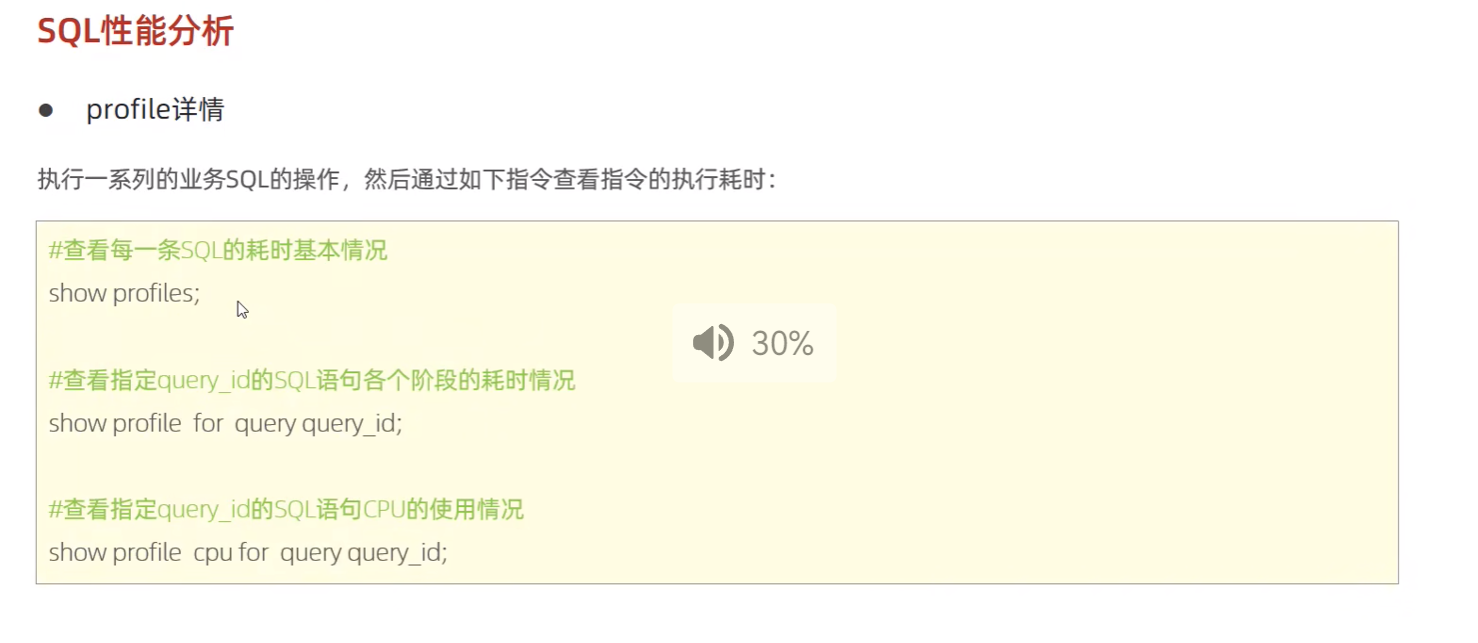 SQL性能分析
● profile详情
执行一系列的业务SQL的操作，然后通过如下指令查看指令的执行耗时：
#查看每一条SQL的耗时基本情况
show profiles;
30%
#查看指定query_id的SQL语句各个阶段的耗时情况
show profile for query query_id;
#查看指定query_id的SQL语句CPU的使用情况
show profile cpu for query query_id;